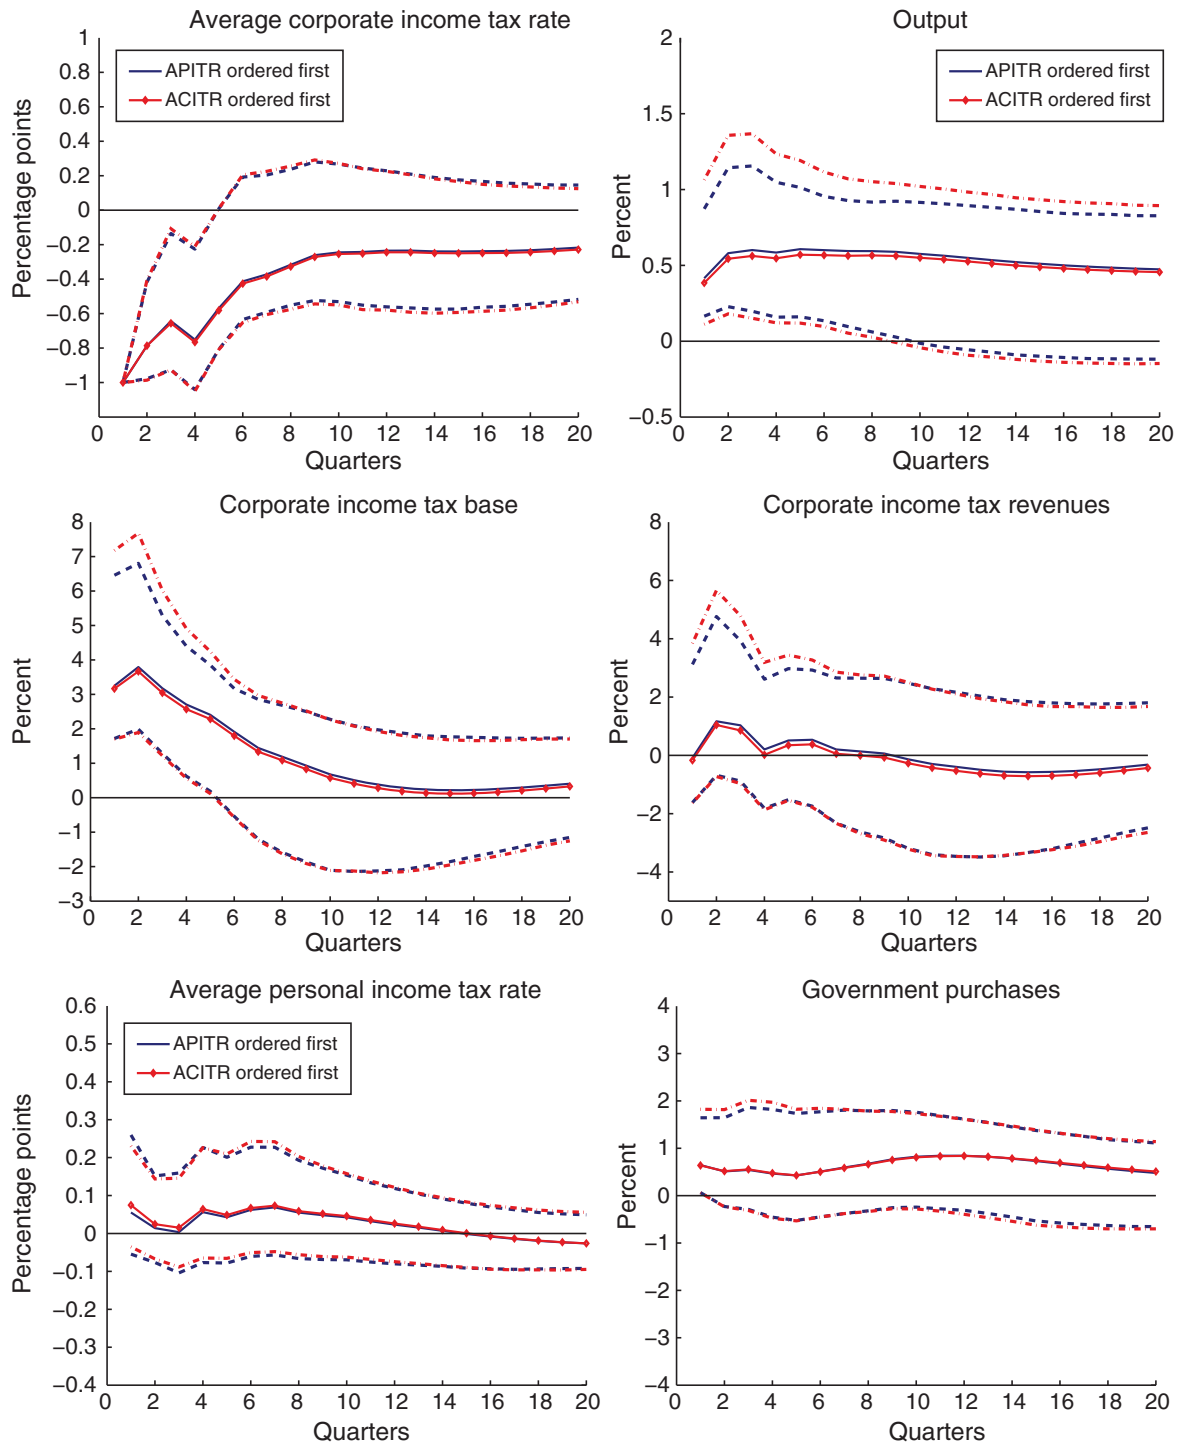 Average corporate income tax rate
Percentage points
1
0.8
0.6
0.4
0.2
0
−0.2
−0.4
−0.6
−0.8
−1
APITR ordered first
ACITR ordered first
0 2 4 6 8 10 12 14 16 18 20
Quarters
Output
Percent
2
1.5
1
0.5
0
−0.5
APITR ordered first
ACITR ordered first
0 2 4 6 8 10 12 14 16 18 20
Quarters
Corporate income tax base
Percent
8
7
6
5
4
3
2
1
0
−1
−2
−3
0 2 4 6 8 10 12 14 16 18 20
Quarters
Corporate income tax revenues
Percent
8
6
4
2
0
−2
−4
0 2 4 6 8 10 12 14 16 18 20
Quarters
Average personal income tax rate
Percentage points
0.6
0.5
0.4
0.3
0.2
0.1
0
−0.1
−0.2
−0.3
−0.4
APITR ordered first
ACITR ordered first
0 2 4 6 8 10 12 14 16 18 20
Quarters
Government purchases
Percent
4
3
2
1
0
−1
−2
−3
−4
0 2 4 6 8 10 12 14 16 18 20
Quarters